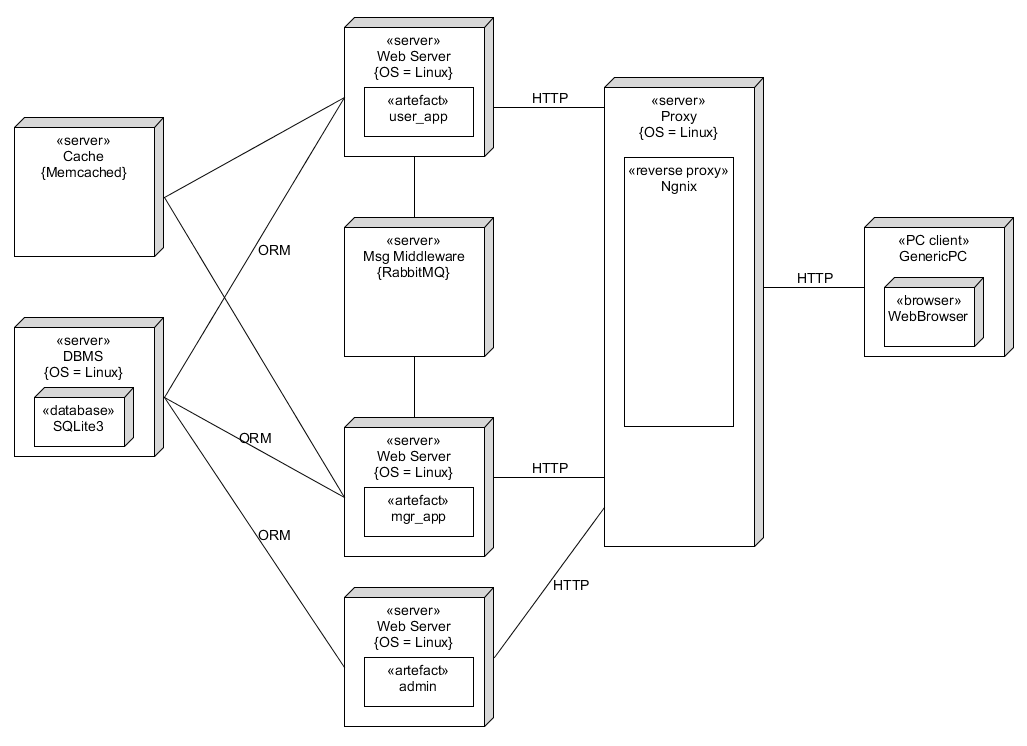 «server»
Cache
{Memcached}
«server»
DBMS
{OS = Linux}
«database»
SQLite3
ORM
ORM
ORM
«server»
Web Server
{OS = Linux}
«artefact»
user_app
«server»
Msg Middleware
{RabbitMQ}
«server»
Web Server
{OS = Linux}
«artefact»
mgr_app
«server»
Web Server
{OS = Linux}
«artefact»
admin
HTTP
HTTP
HTTP
«server»
Proxy
{OS = Linux}
«reverse proxy»
Ngnix
HTTP
«PC client»
GenericPC
«browser»
WebBrowser